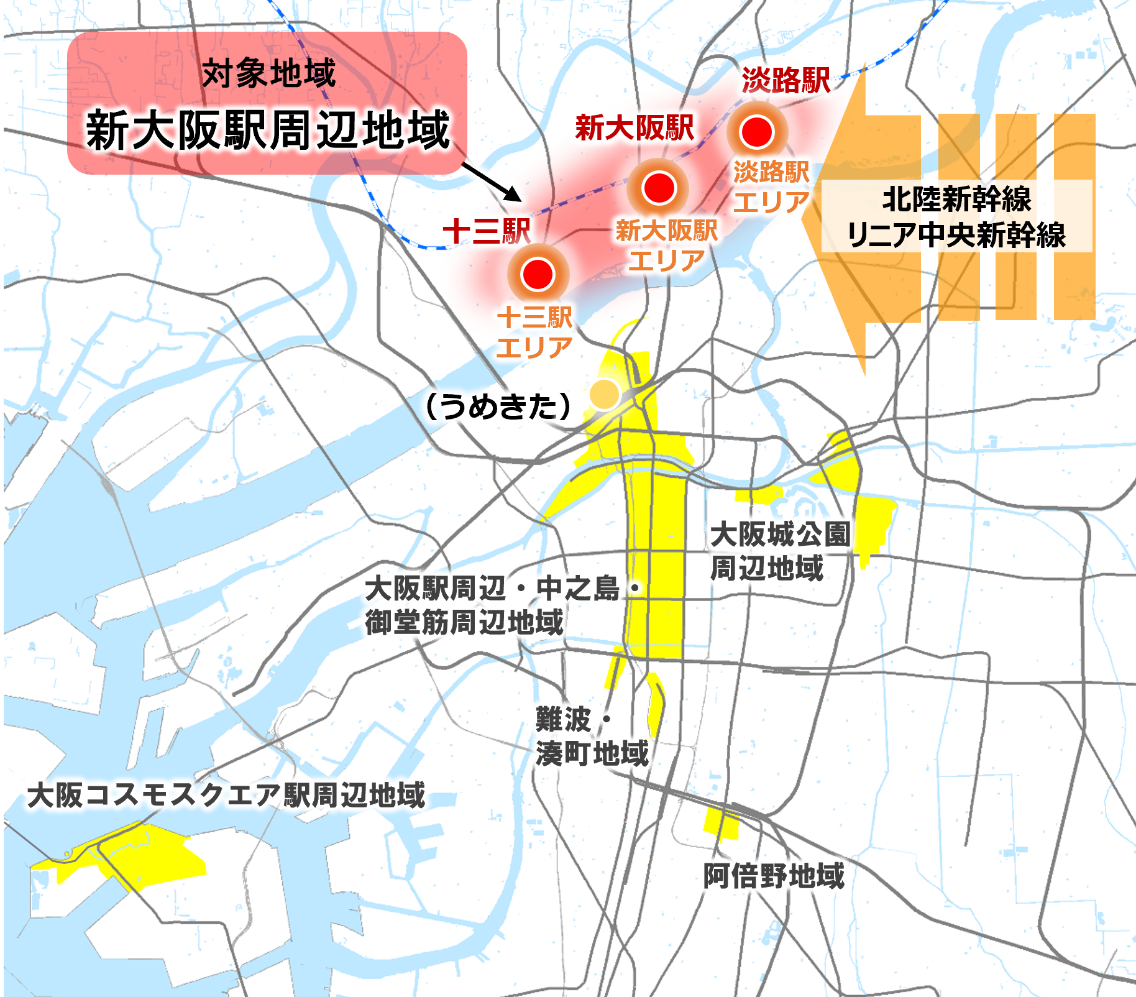 対象地域
新大阪駅周辺地域
淡路駅
新大阪駅
淡路駅
エリア
北陸新幹線
リニア中央新幹線
十三駅
新大阪駅
エリア
十三駅
エリア
（うめきた）
大阪城公園
周辺地域
大阪駅周辺・中之島・
御堂筋周辺地域
難波・
湊町地域
大阪コスモスクエア駅周辺地域
阿倍野地域